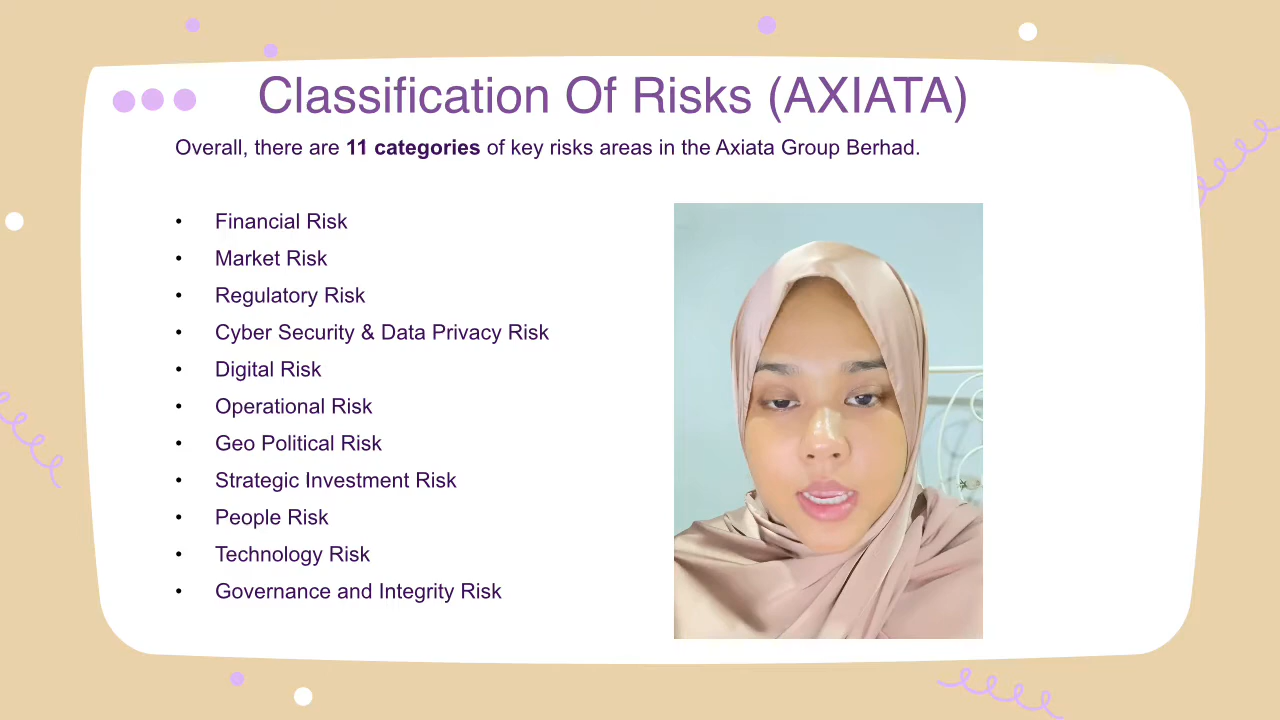 Classification Of Risks (AXIATA)
Overall, there are 11 categories of key risks areas in the Axiata Group Berhad.
• Financial Risk
• Market Risk
• Regulatory Risk
• Cyber Security & Data Privacy Risk
• Digital Risk
• Operational Risk
• Geo Political Risk
• Strategic Investment Risk
• People Risk
• Technology Risk
• Governance and Integrity Risk